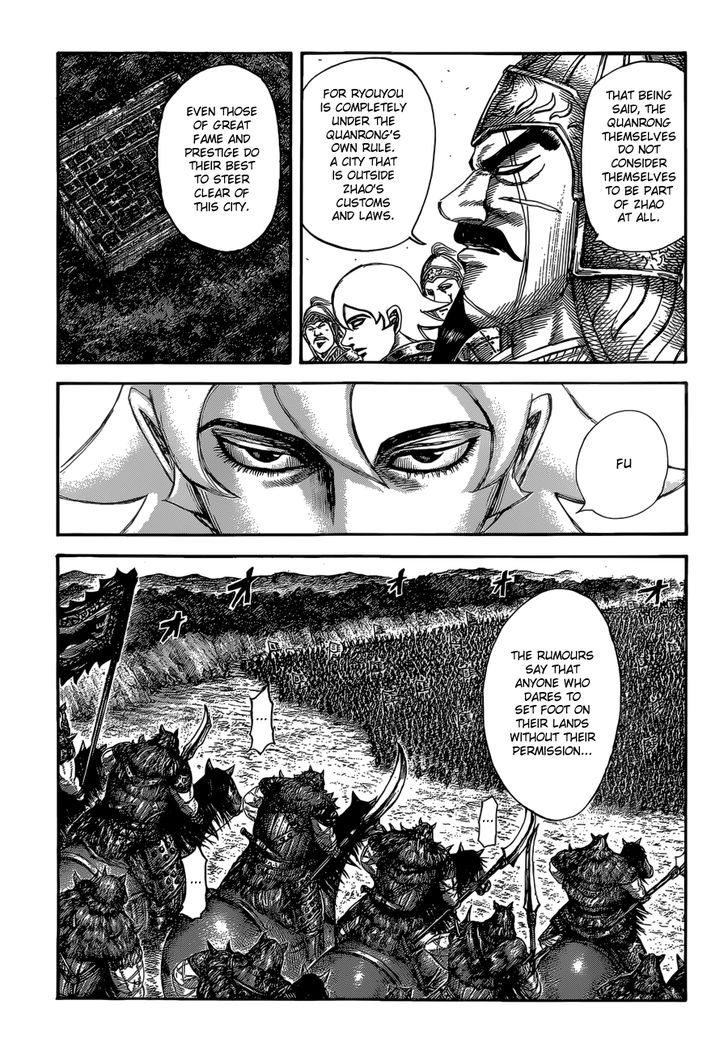 THAT BEING
SAID, THE
QUANRONG
THEMSELVES
DO NOT
CONSIDER
THEMSELVES
TO BE PART
OF ZHAO
AT ALL.
FOR RYOUYOU
IS COMPLETELY
UNDER THE
QUANRONG'S
OWN RULE.
A CITY THAT
IS OUTSIDE
ZHAO'S
CUSTOMS
AND LAWS.
EVEN THOSE
OF GREAT
FAME AND
PRESTIGE DO
THEIR BEST
TO STEER
CLEAR OF
THIS CITY.
FU
オ
オ
オ
オ
オ
THE RUMOURS
SAY THAT
ANYONE WHO
DARES TO
SET FOOT ON
THEIR LANDS
WITHOUT THEIR
PERMISSION...
...
...
...